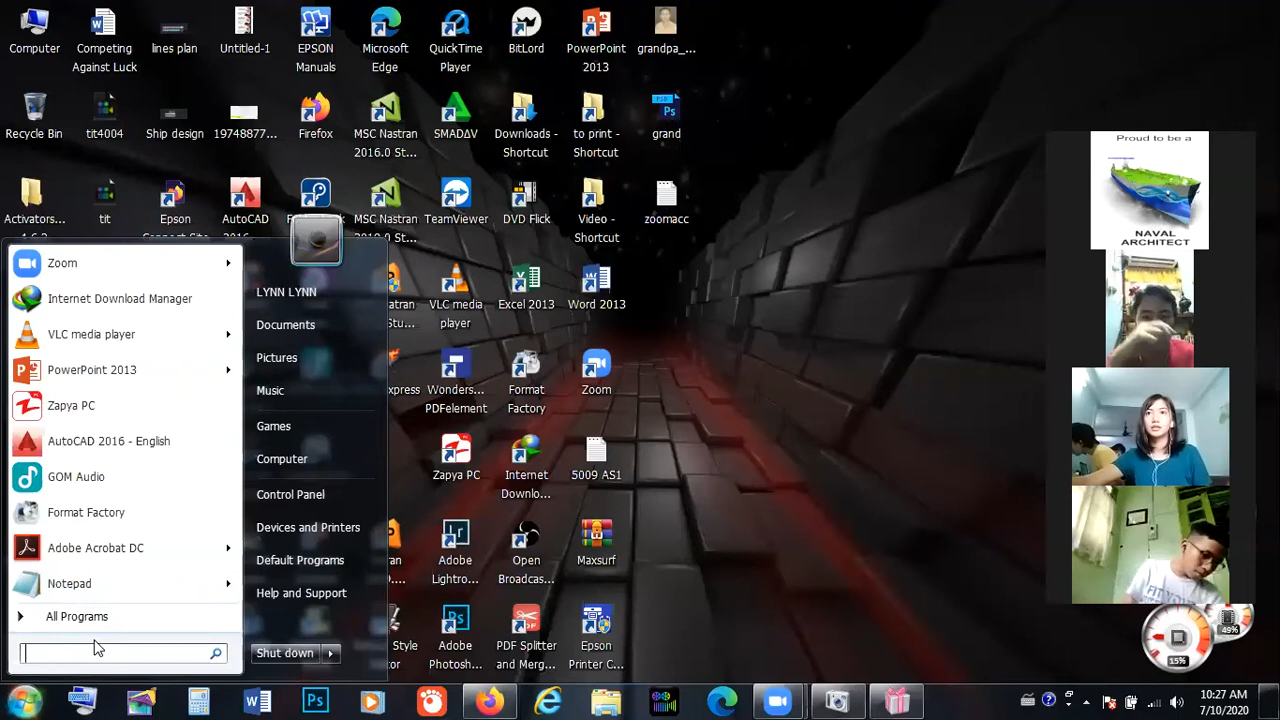 Computer
Competing
Against Luck
lines plan
Untitled-1
EPSON
Manuals
Microsoft
Edge
QuickTime
Player
BitLord
PowerPoint
2013
grandpa_...
Recycle Bin
tit4004
Ship design
19748877...
Firefox
MSC Nastran
2016.0 St...
SMADΔV
Downloads -
Shortcut
to print -
Shortcut
grand
Activators...
tit
Epson
AutoCAD
MSC Nastran
TeamViewer
DVD Flick
Video -
Shortcut
zoomacc
VLC media
player
Excel 2013
Word 2013
Wonders...
PDFelement
Format
Factory
Zoom
Zapya PC
Internet
Downlo...
5009 AS1
Adobe
Lightro...
Open
Broadcas...
Maxsurf
Adobe
Photosh...
PDF Splitter
and Merg...
Epson
Printer C...
Zoom
Internet Download Manager
VLC media player
PowerPoint 2013
Zapya PC
AutoCAD 2016 - English
GOM Audio
Format Factory
Adobe Acrobat DC
Notepad
All Programs
LYNN LYNN
Documents
Pictures
Music
Games
Computer
Control Panel
Devices and Printers
Default Programs
Help and Support
Shut down
Proud to be a
NAVAL
ARCHITECT
49%
15%
10:27 AM
7/10/2020